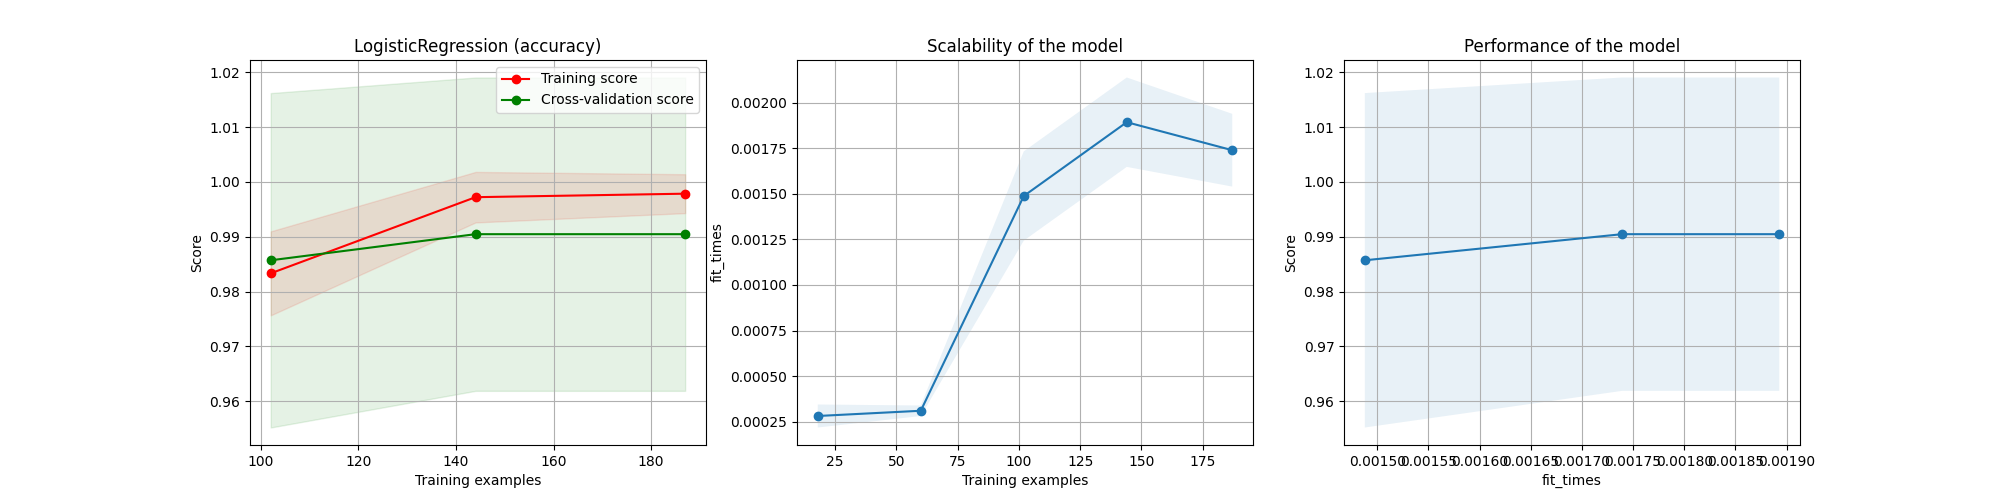 LogisticRegression (accuracy)
1.02
1.01
1.00
0.99
0.98
0.97
0.96
Score
Training score
Cross-validation score
100 120 140 160 180
Training examples
Scalability of the model
0.00200
0.00175
0.00150
0.00125
0.00100
0.00075
0.00050
0.00025
fit_times
25 50 75 100 125 150 175
Training examples
Performance of the model
1.02
1.01
1.00
0.99
0.98
0.97
0.96
Score
0.00150 0.00155 0.00160 0.00165 0.00170 0.00175 0.00180 0.00185 0.00190
fit_times